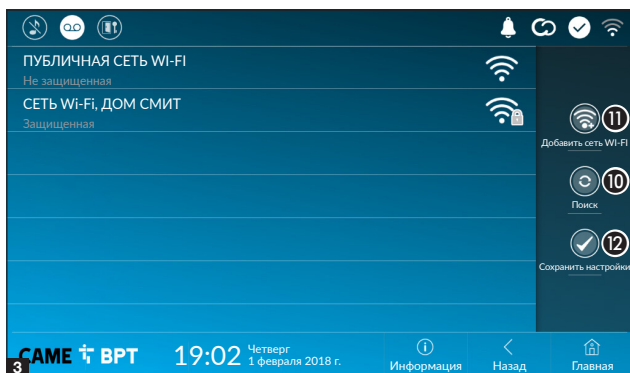 ПУБЛИЧНАЯ СЕТЬ WI-FI
Не защищенная
СЕТЬ Wi-Fi, ДОМ СМИТ
Защищенная
11
Добавить сеть WI-FI
10
Поиск
12
Сохранить настройки
3
CAME BPT
19:02
Четверг
1 февраля 2018 г.
Информация
Назад
Главная